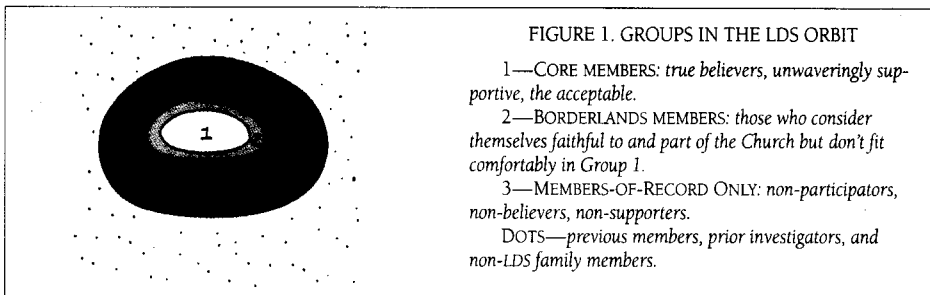 1
FIGURE 1. GROUPS IN THE LDS ORBIT
1—CORE MEMBERS: true believers, unwaveringly sup-
portive, the acceptable.
2—BORDERLANDS MEMBERS: those who consider
themselves faithful to and part of the Church but don't fit
comfortably in Group 1.
3—MEMBERS-OF-RECORD ONLY: non-participators,
non-believers, non-supporters.
DOTS—previous members, prior investigators, and
non-LDS family members.